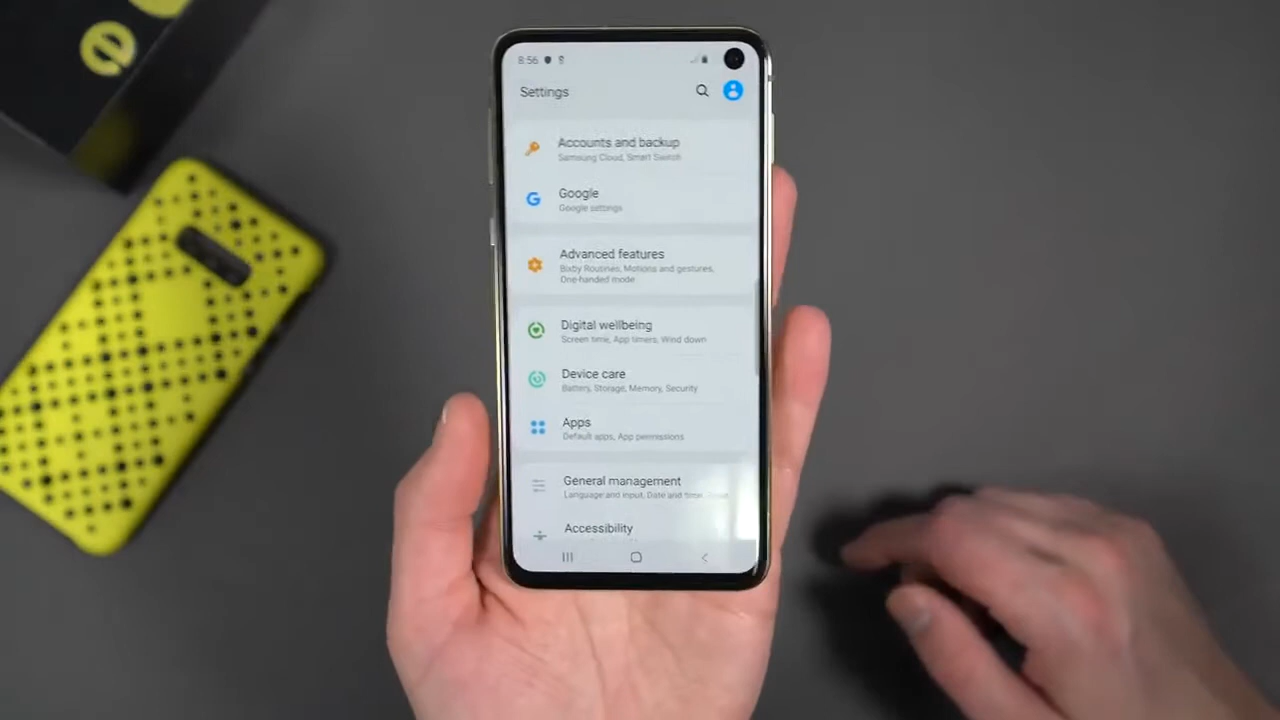 e
8:56
Settings
Accounts and backup
Samsung Cloud, Smart Switch
Google
Google settings
Advanced features
Bixby Routines, Motions and gestures,
One-handed mode
Digital wellbeing
Screen time, App timers, Wind down
Device care
Battery, Storage, Memory, Security
Apps
Default apps, App permissions
General management
Language and input, Date and time
Accessibility